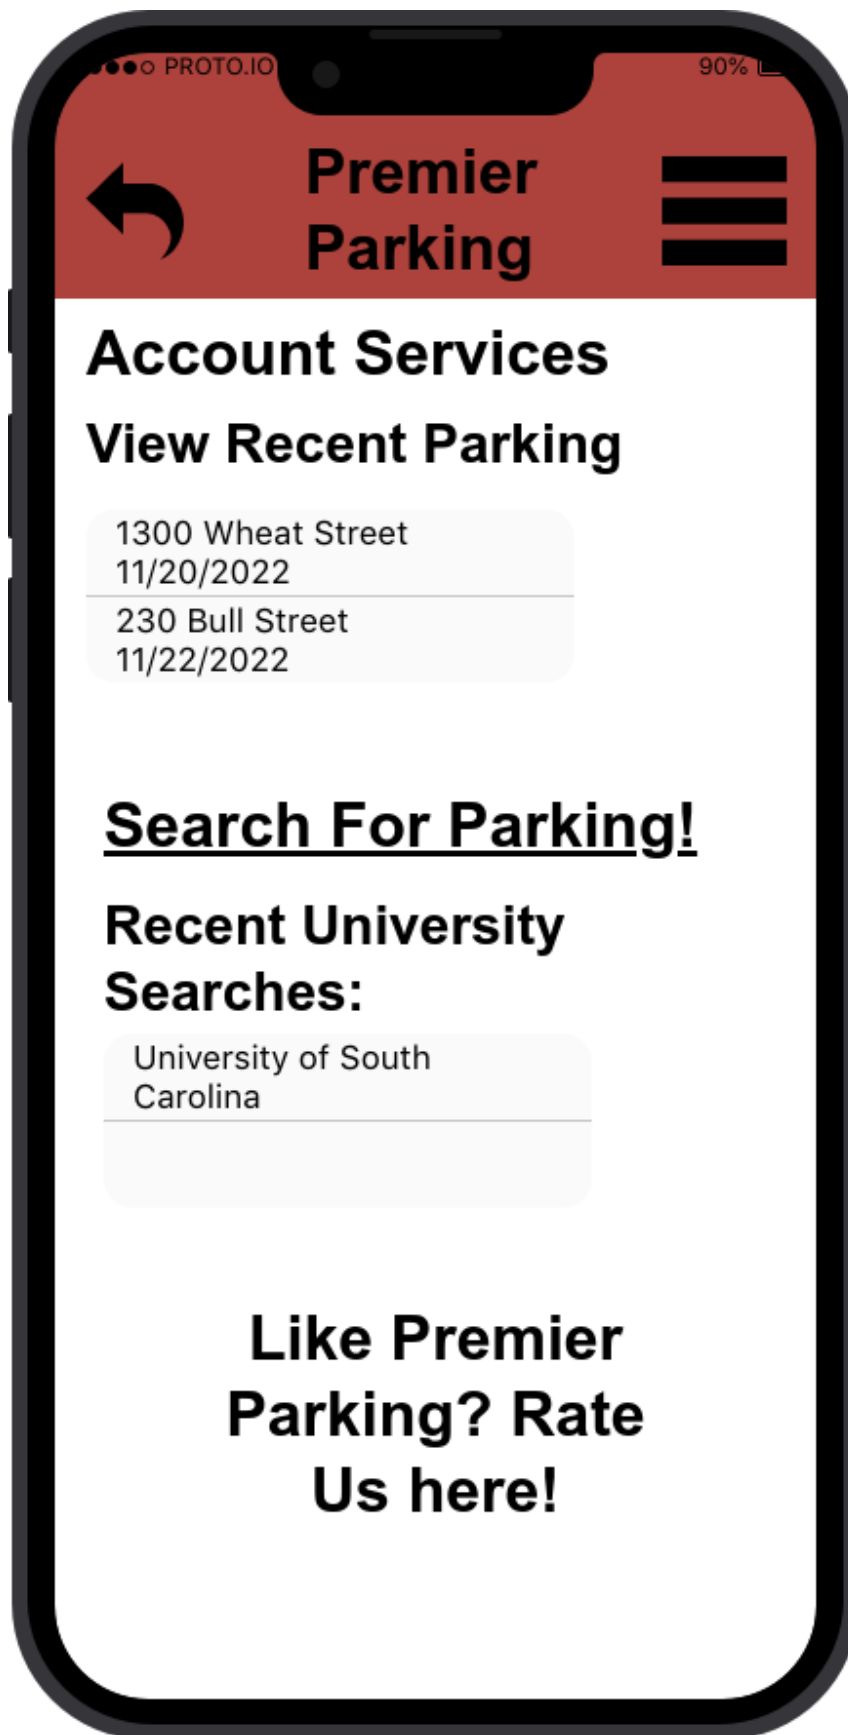 PROTO.IO
90%
Premier
Parking
Account Services
View Recent Parking
1300 Wheat Street
11/20/2022
230 Bull Street
11/22/2022
Search For Parking!
Recent University
Searches:
University of South
Carolina
Like Premier
Parking? Rate
Us here!